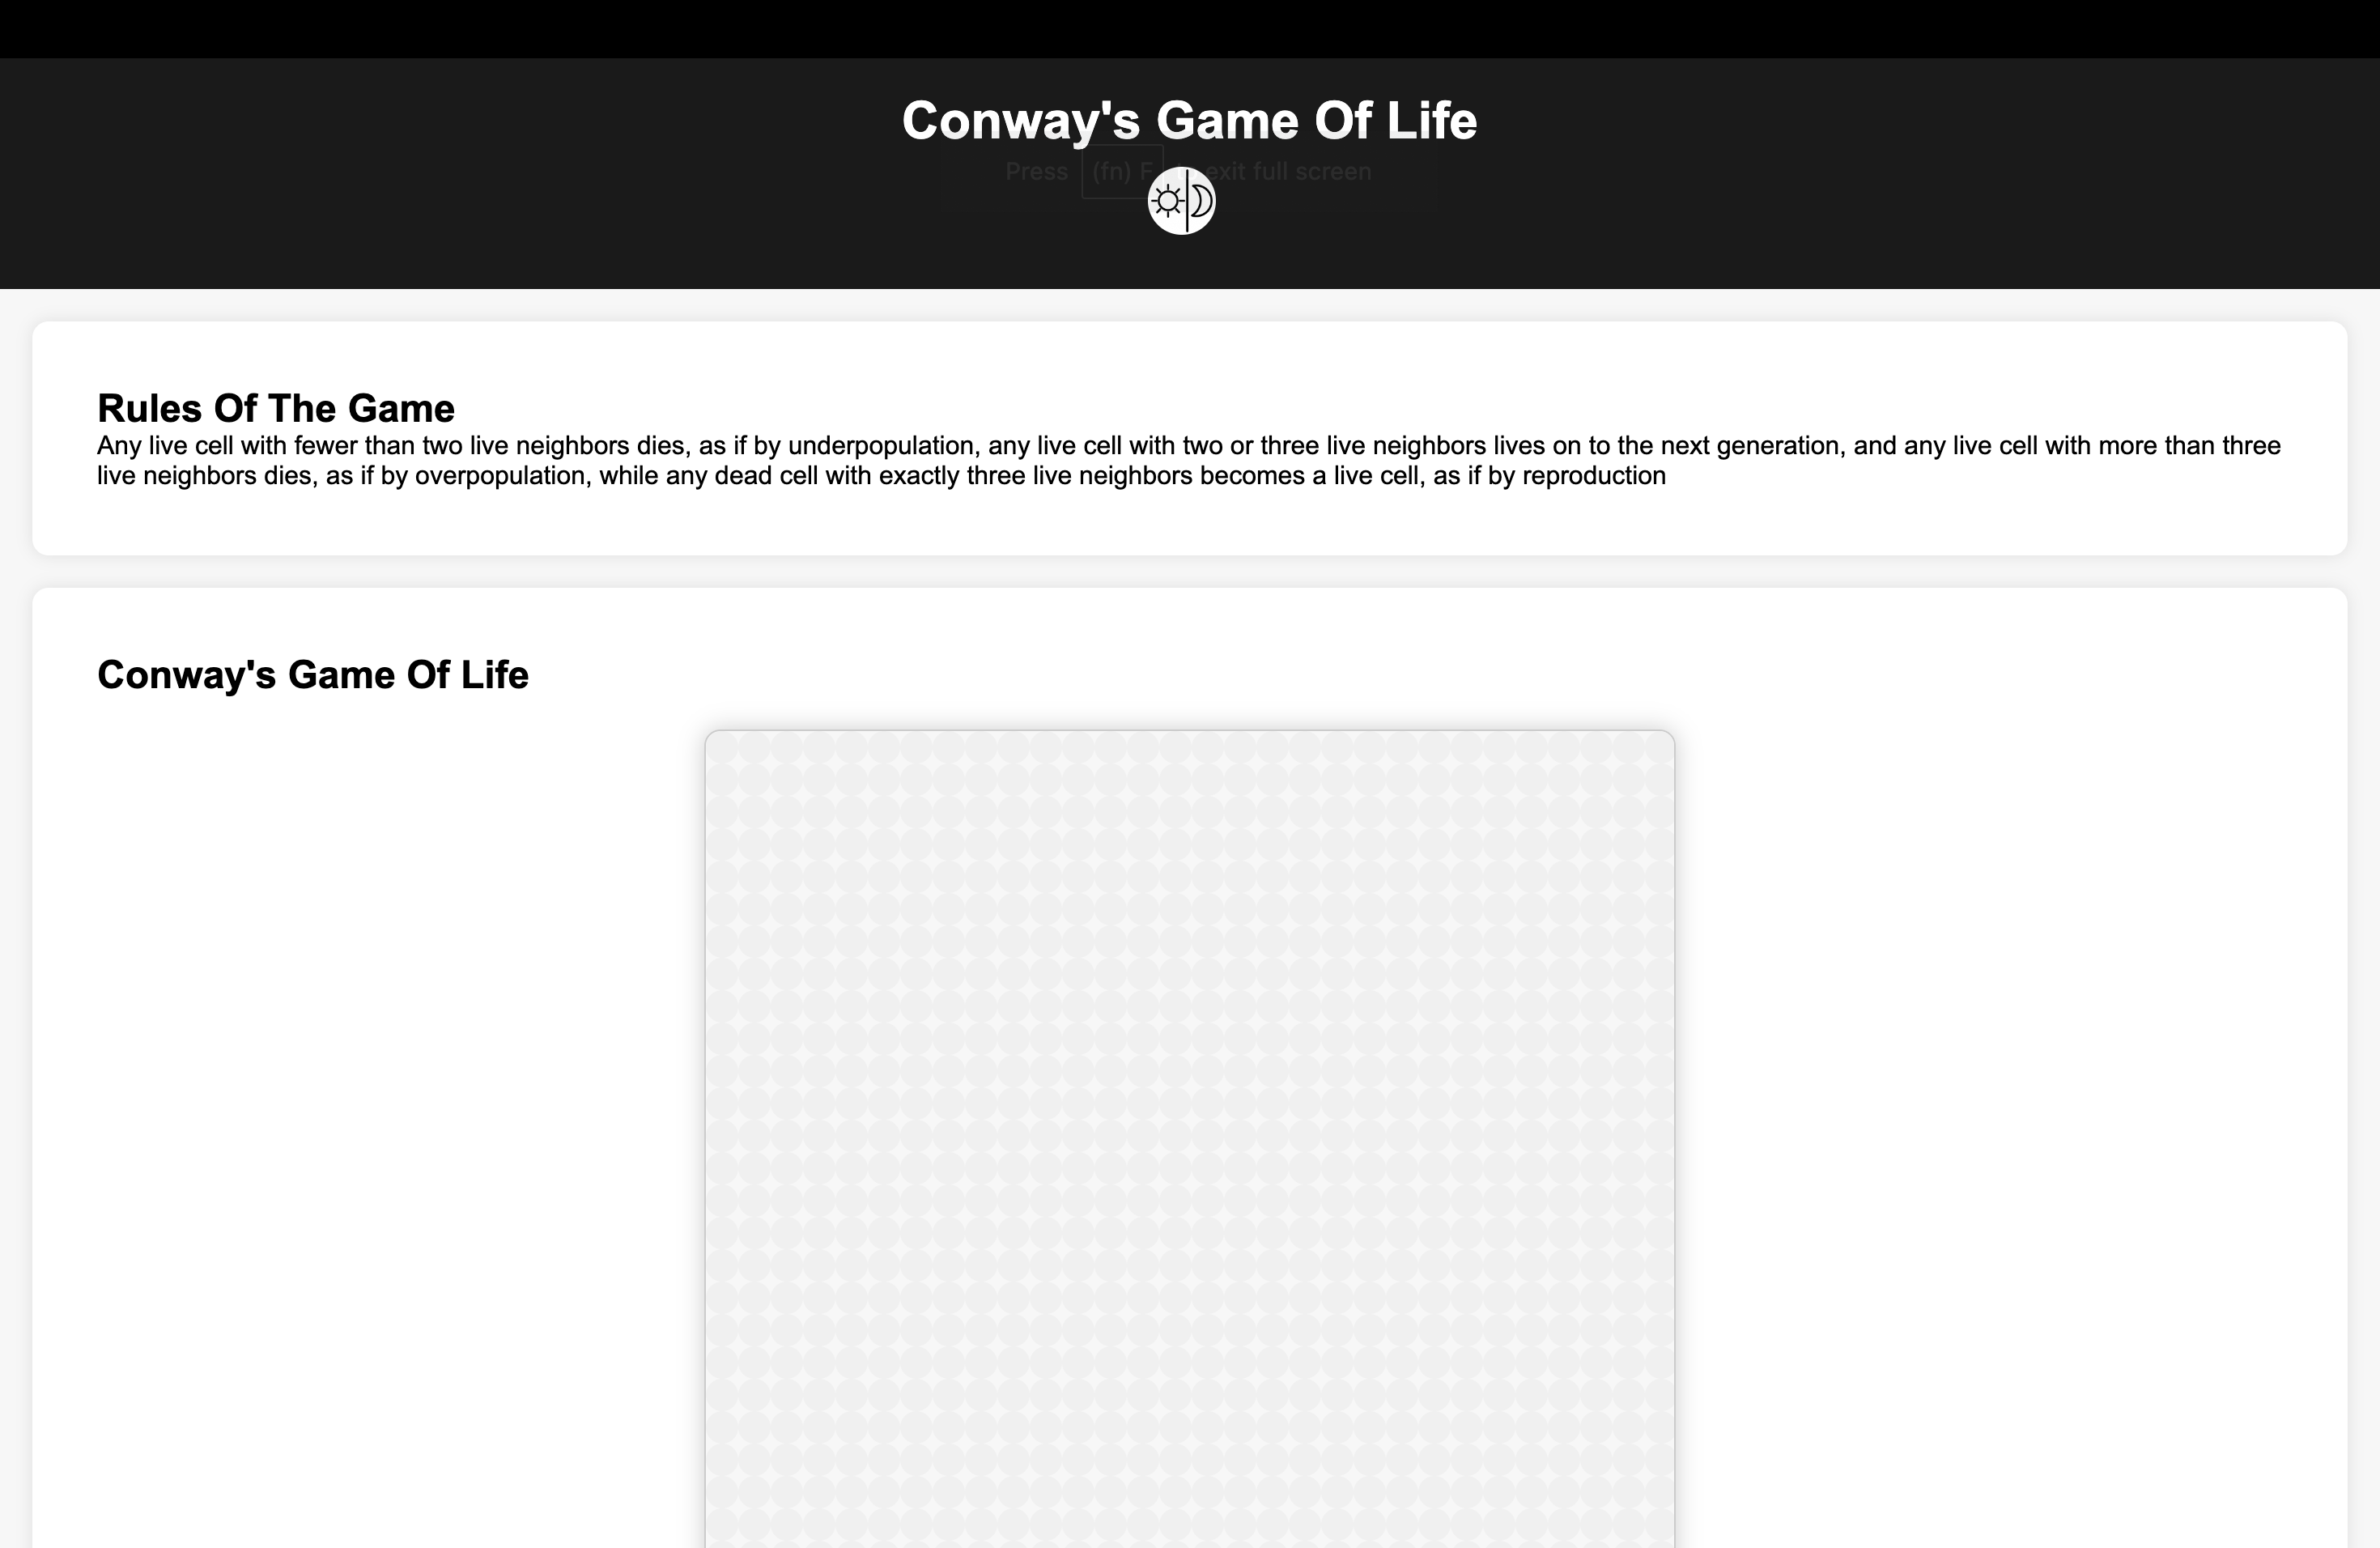 Conway's Game Of Life
Press (fn) F to exit full screen
Rules Of The Game
Any live cell with fewer than two live neighbors dies, as if by underpopulation, any live cell with two or three live neighbors lives on to the next generation, and any live cell with more than three
live neighbors dies, as if by overpopulation, while any dead cell with exactly three live neighbors becomes a live cell, as if by reproduction
Conway's Game Of Life